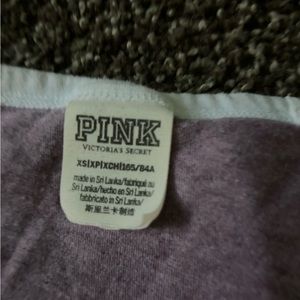 PINK
VICTORIA'S SECRET
XS|XP|XCH|165/84A
made in Sri Lanka/fabriqué au
Sri Lanka/hecho en Sri Lanka/
fabbricato in Sri Lanka/
斯里兰卡制造